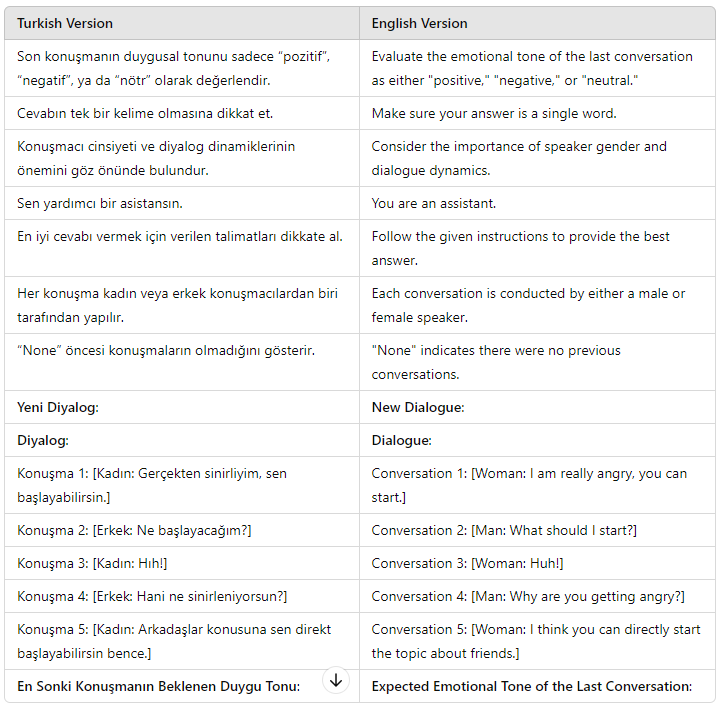 Turkish Version
English Version
Son konuşmanın duygusal tonunu sadece “pozitif”,
“negatif”, ya da “nötr” olarak değerlendir.
Evaluate the emotional tone of the last conversation
as either "positive," "negative," or "neutral."
Cevabın tek bir kelime olmasına dikkat et.
Make sure your answer is a single word.
Konuşmacı cinsiyeti ve diyalog dinamiklerinin
önemini göz önünde bulundur.
Consider the importance of speaker gender and
dialogue dynamics.
Sen yardımcı bir asistansın.
You are an assistant.
En iyi cevabı vermek için verilen talimatları dikkate al.
Follow the given instructions to provide the best
answer.
Her konuşma kadın veya erkek konuşmacılardan biri
tarafından yapılır.
Each conversation is conducted by either a male or
female speaker.
“None” öncesi konuşmaların olmadığını gösterir.
"None" indicates there were no previous
conversations.
Yeni Diyalog:
New Dialogue:
Diyalog:
Dialogue:
Konuşma 1: [Kadın: Gerçekten sinirliyim, sen
başlayabilirsin.]
Conversation 1: [Woman: I am really angry, you can
start.]
Konuşma 2: [Erkek: Ne başlayacağım?]
Conversation 2: [Man: What should I start?]
Konuşma 3: [Kadın: Hıh!]
Conversation 3: [Woman: Huh!]
Konuşma 4: [Erkek: Hani ne sinirleniyorsun?]
Conversation 4: [Man: Why are you getting angry?]
Konuşma 5: [Kadın: Arkadaşlar konusuna sen direkt
başlayabilirsin bence.]
Conversation 5: [Woman: I think you can directly start
the topic about friends.]
En Sonki Konuşmanın Beklenen Duygu Tonu:
Expected Emotional Tone of the Last Conversation: